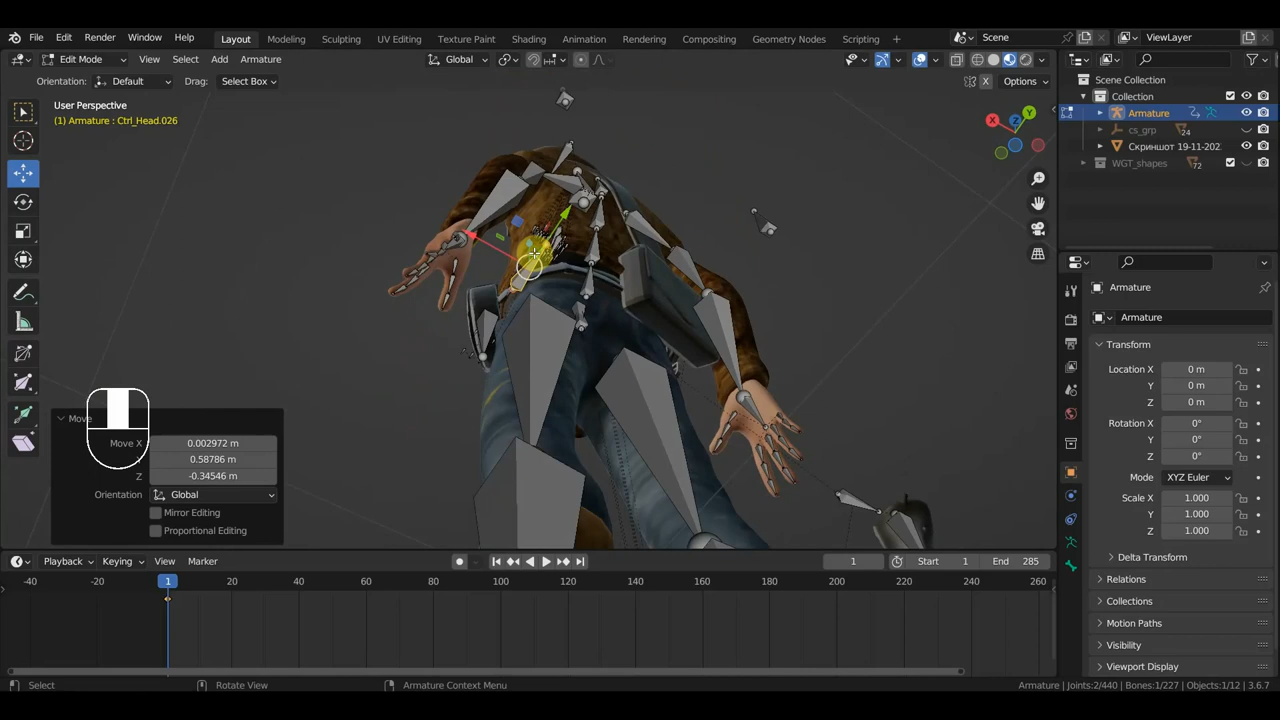 File Edit Render Window Help Layout Modeling Sculpting UV Editing Texture Paint Shading Animation Rendering Compositing Geometry Nodes Scripting + Scene ViewLayer
Edit Mode View Select Add Armature Global
Orientation: Default Drag: Select Box X Options
User Perspective
(1) Armature : Ctrl_Head.026
X Y Z
Scene Collection
Collection
Armature
cs_grp 24
Скриншот 19-11-202
WGT_shapes 72
Armature
Armature
Transform
Location X 0 m
Y 0 m
Z 0 m
Rotation X 0°
Y 0°
Z 0°
Mode XYZ Euler
Scale X 1.000
Y 1.000
Z 1.000
Delta Transform
Relations
Collections
Motion Paths
Visibility
Viewport Display
Move
Move X 0.002972 m
0.58786 m
Z -0.34546 m
Orientation Global
Mirror Editing
Proportional Editing
Playback Keying View Marker 1 Start 1 End 285
-40 -20 1 20 40 60 80 100 120 140 160 180 200 220 240 260
Select Rotate View Armature Context Menu Armature | Joints:2/440 | Bones:1/227 | Objects:1/12 | 3.6.7